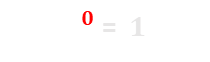 ⁰ = 1